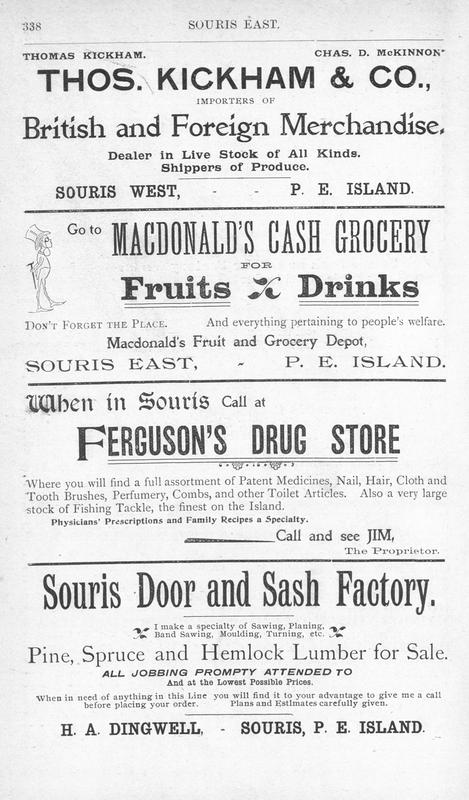 338 SOURIS EAST.
THOMAS KICKHAM. CHAS. D. McKINNON
THOS. KICKHAM & CO.,
IMPORTERS OF
British and Foreign Merchandise.
Dealer in Live Stock of All Kinds.
Shippers of Produce.
SOURIS WEST, - - P. E. ISLAND.
Go to MACDONALD'S CASH GROCERY
FOR
Fruits Drinks
DON'T FORGET THE PLACE. And everything pertaining to people's welfare.
Macdonald's Fruit and Grocery Depot,
SOURIS EAST, - P. E. ISLAND.
When in Souris Call at
FERGUSON'S DRUG STORE
Where you will find a full assortment of Patent Medicines, Nail, Hair, Cloth and
Tooth Brushes, Perfumery, Combs, and other Toilet Articles. Also a very large
stock of Fishing Tackle, the finest on the Island.
Physicians' Prescriptions and Family Recipes a Specialty.
Call and see JIM,
The Proprietor.
Souris Door and Sash Factory.
I make a specialty of Sawing, Planing,
Band Sawing, Moulding, Turning, etc.
Pine, Spruce and Hemlock Lumber for Sale.
ALL JOBBING PROMPTY ATTENDED TO
And at the Lowest Possible Prices.
When in need of anything in this Line you will find it to your advantage to give me a call
before placing your order. Plans and Estimates carefully given.
H. A. DINGWELL, - SOURIS, P. E. ISLAND.